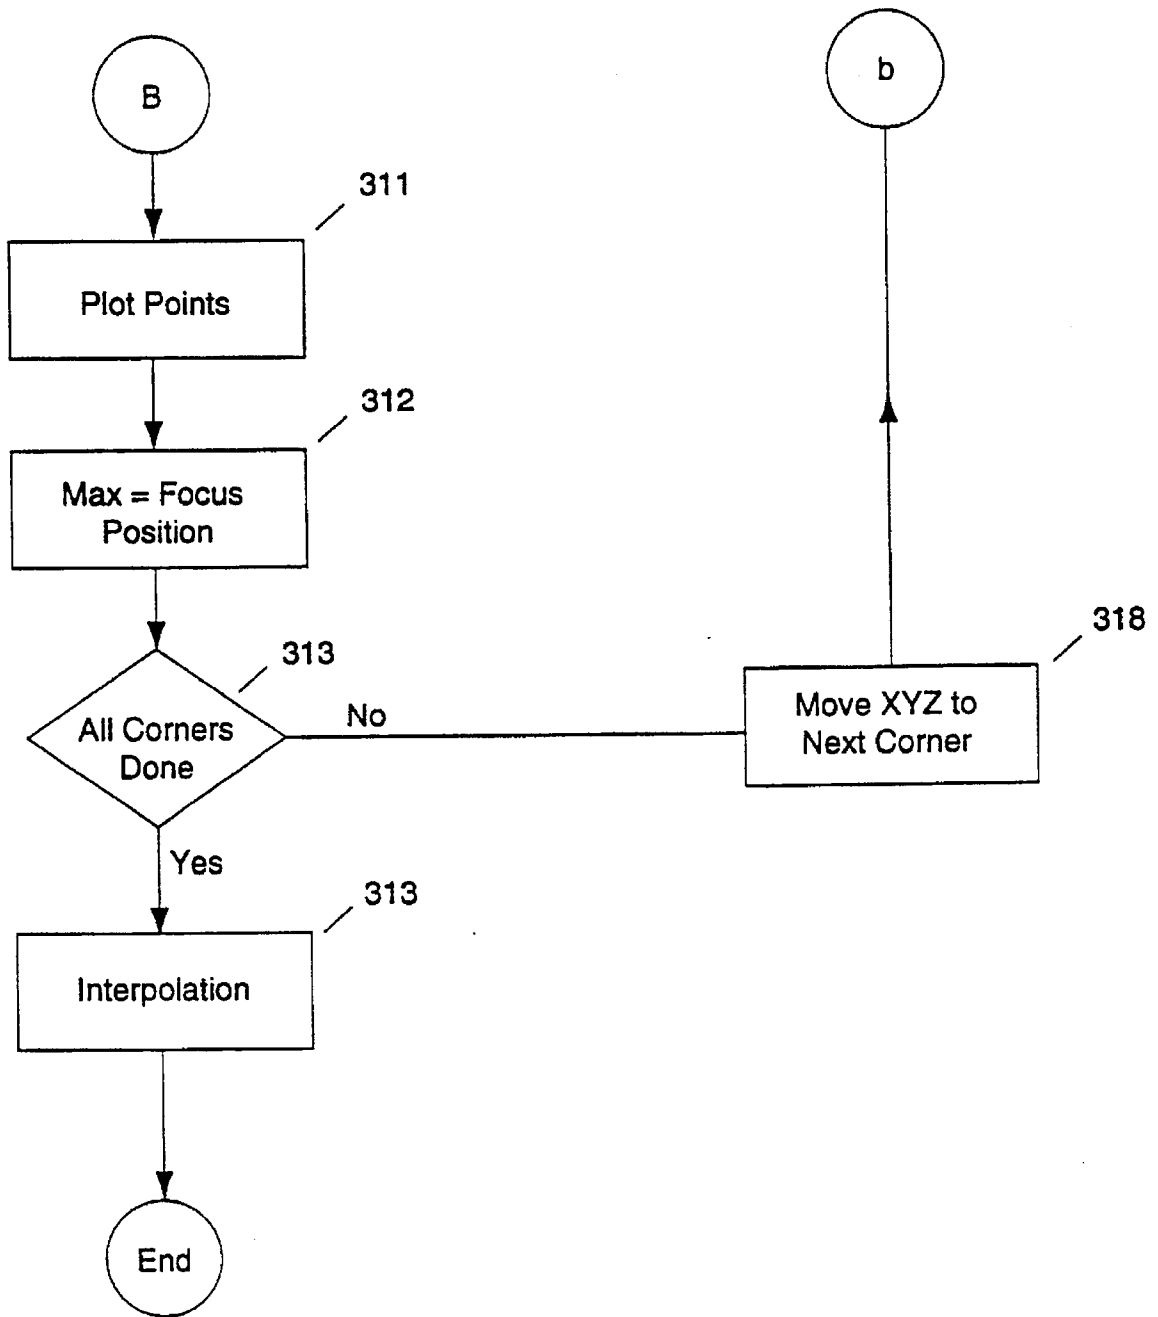 B
b
311
Plot Points
312
Max = Focus
Position
313
All Corners
Done
No
318
Move XYZ to
Next Corner
Yes
313
Interpolation
End